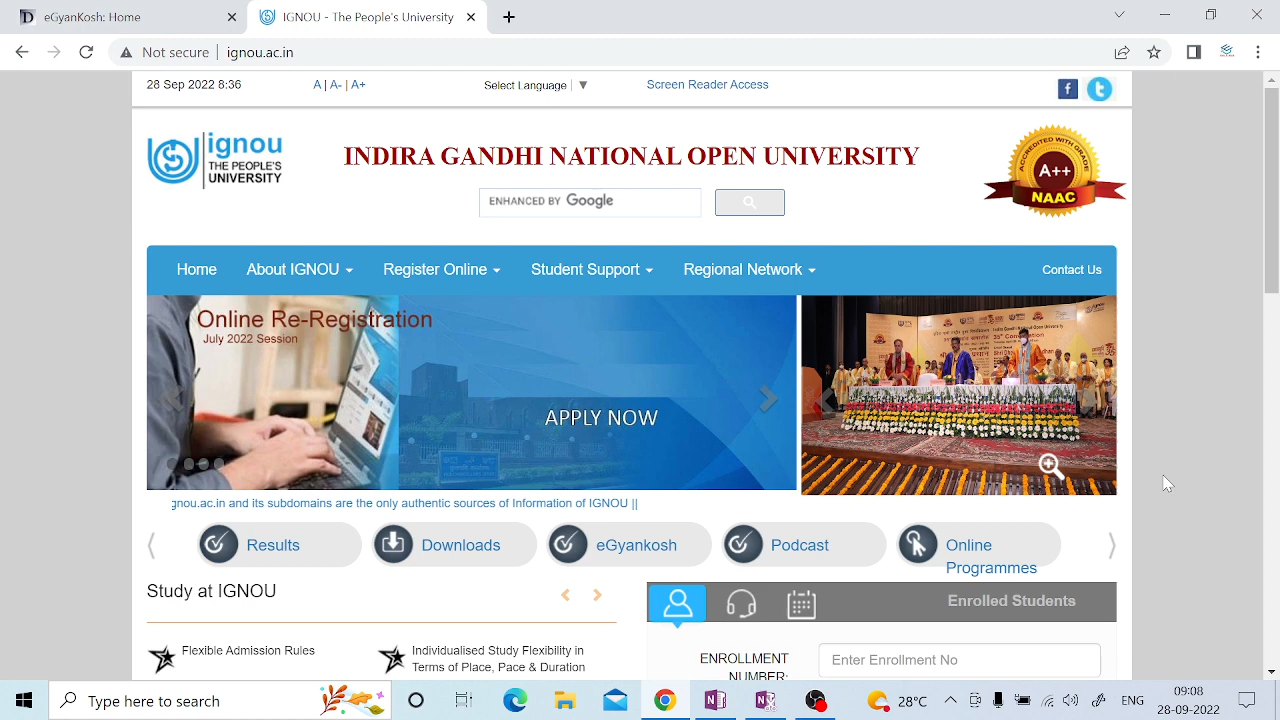 eGyankosh: Home
Welcome to IGNOU
Not secure
ignou.ac.in
28 Sep 2022 8:36
A | A- | A+
Select Language ▼
Screen Reader Access
ignou
THE PEOPLE'S
UNIVERSITY
INDIRA GANDHI NATIONAL OPEN UNIVERSITY
ENHANCED BY Google
ACCREDITED WITH GRADE
A++
NAAC
Home
About IGNOU
Register Online
Student Support
Regional Network
Contact Us
Online Re-Registration
July 2022 Session
APPLY NOW
gnou.ac.in and its subdomains are the only authentic sources of Information of IGNOU ||
Results
Downloads
eGyankosh
Podcast
Online
Programmes
Study at IGNOU
Enrolled Students
Flexible Admission Rules
Individualised Study Flexibility in
Terms of Place, Pace & Duration
ENROLLMENT
NUMBER:
Enter Enrollment No
Type here to search
28°C
ENG
09:08
28-09-2022